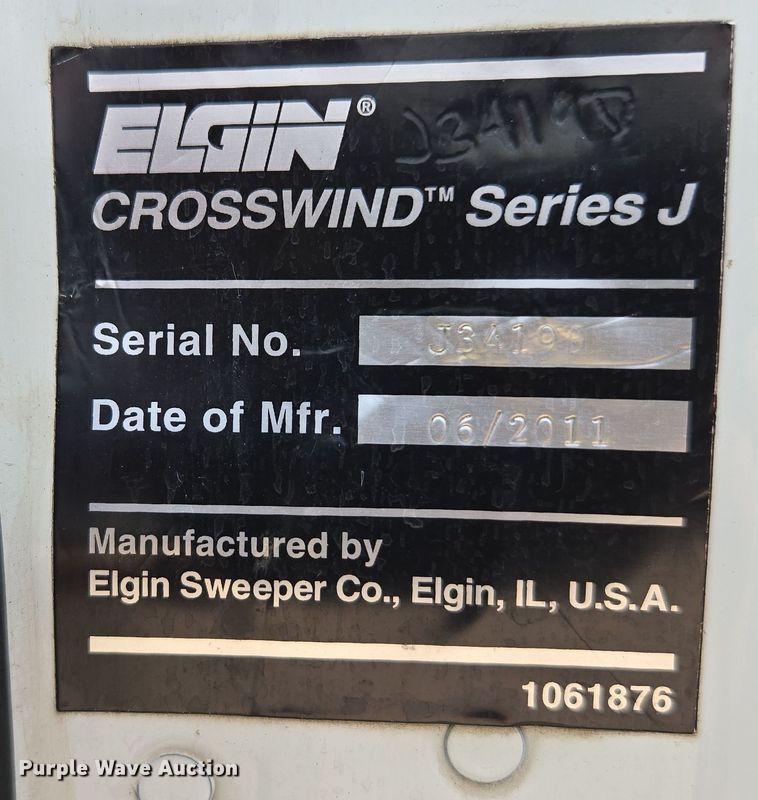 ELGIN®
CROSSWIND™ Series J
Serial No.
Date of Mfr. 06/2011
Manufactured by
Elgin Sweeper Co., Elgin, IL, U.S.A.
1061876
Purple Wave Auction